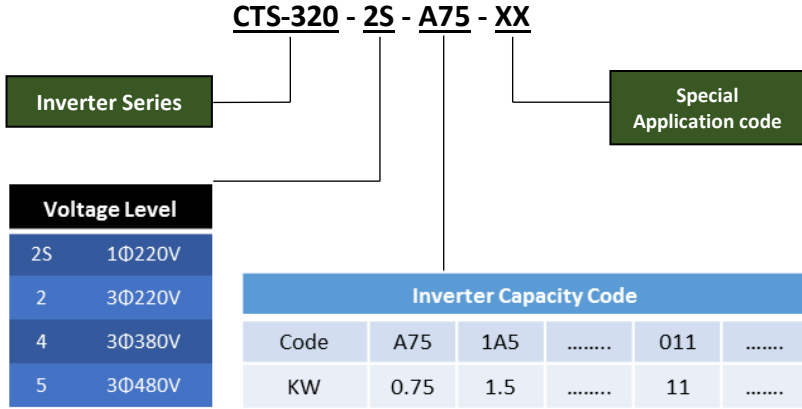 CTS-320 - 2S - A75 - XX
Inverter Series
Special
Application code
Voltage Level
2S 1Φ220V
2 3Φ220V
4 3Φ380V
5 3Φ480V
Inverter Capacity Code
Code A75 1A5 ........ 011 .......
KW 0.75 1.5 ........ 11 .......